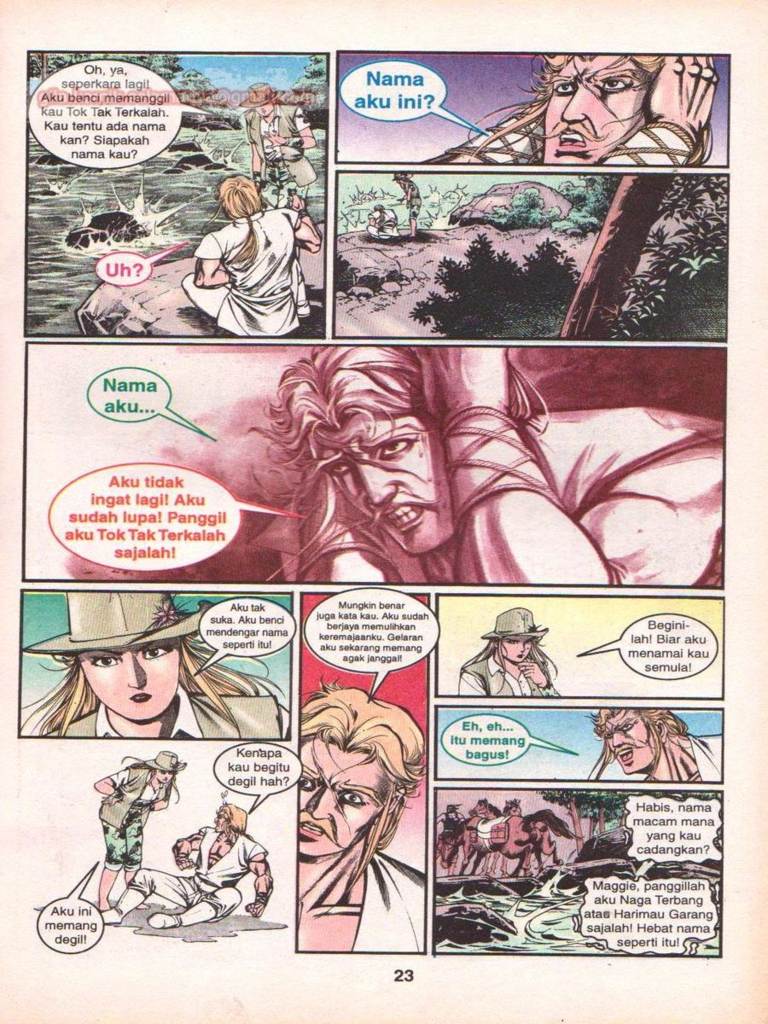 Oh, ya,
seperkara lagi!
Aku benci memanggil
kau Tok Tak Terkalah.
Kau tentu ada nama
kan? Siapakah
nama kau?
Uh?
Nama
aku ini?
Nama
aku...
Aku tidak
ingat lagi! Aku
sudah lupa! Panggil
aku Tok Tak Terkalah
sajalah!
Aku tak
suka. Aku benci
mendengar nama
seperti itu!
Kenapa
kau begitu
degil hah?
Aku ini
memang
degil!
Mungkin benar
juga kata kau. Aku sudah
berjaya memulihkan
keremajaanku. Gelaran
aku sekarang memang
agak janggal!
Begini-
lah! Biar aku
menamai kau
semula!
Eh, eh...
itu memang
bagus!
Habis, nama
macam mana
yang kau
cadangkan?
Maggie, panggillah
aku Naga Terbang
atau Harimau Garang
sajalah! Hebat nama
seperti itu!
23